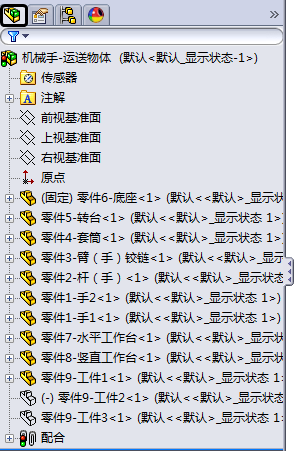 机械手-运送物体 (默认<默认_显示状态-1>)
传感器
注解
前视基准面
上视基准面
右视基准面
原点
(固定) 零件6-底座<1> (默认<<默认>_显示状
零件5-转台<1> (默认<<默认>_显示状态 1>
零件4-套筒<1> (默认<<默认>_显示状态 1>
零件3-臂（手）铰链<1> (默认<<默认>_显
零件2-杆（手）<1> (默认<<默认>_显示状
零件1-手2<1> (默认<<默认>_显示状态 1>)
零件1-手1<1> (默认<<默认>_显示状态 1>)
零件7-水平工作台<1> (默认<<默认>_显示
零件8-竖直工作台<1> (默认<<默认>_显示
零件9-工件1<1> (默认<<默认>_显示状态 1
(-) 零件9-工件2<1> (默认<<默认>_显示状
零件9-工件3<1> (默认<<默认>_显示状态 1>
配合